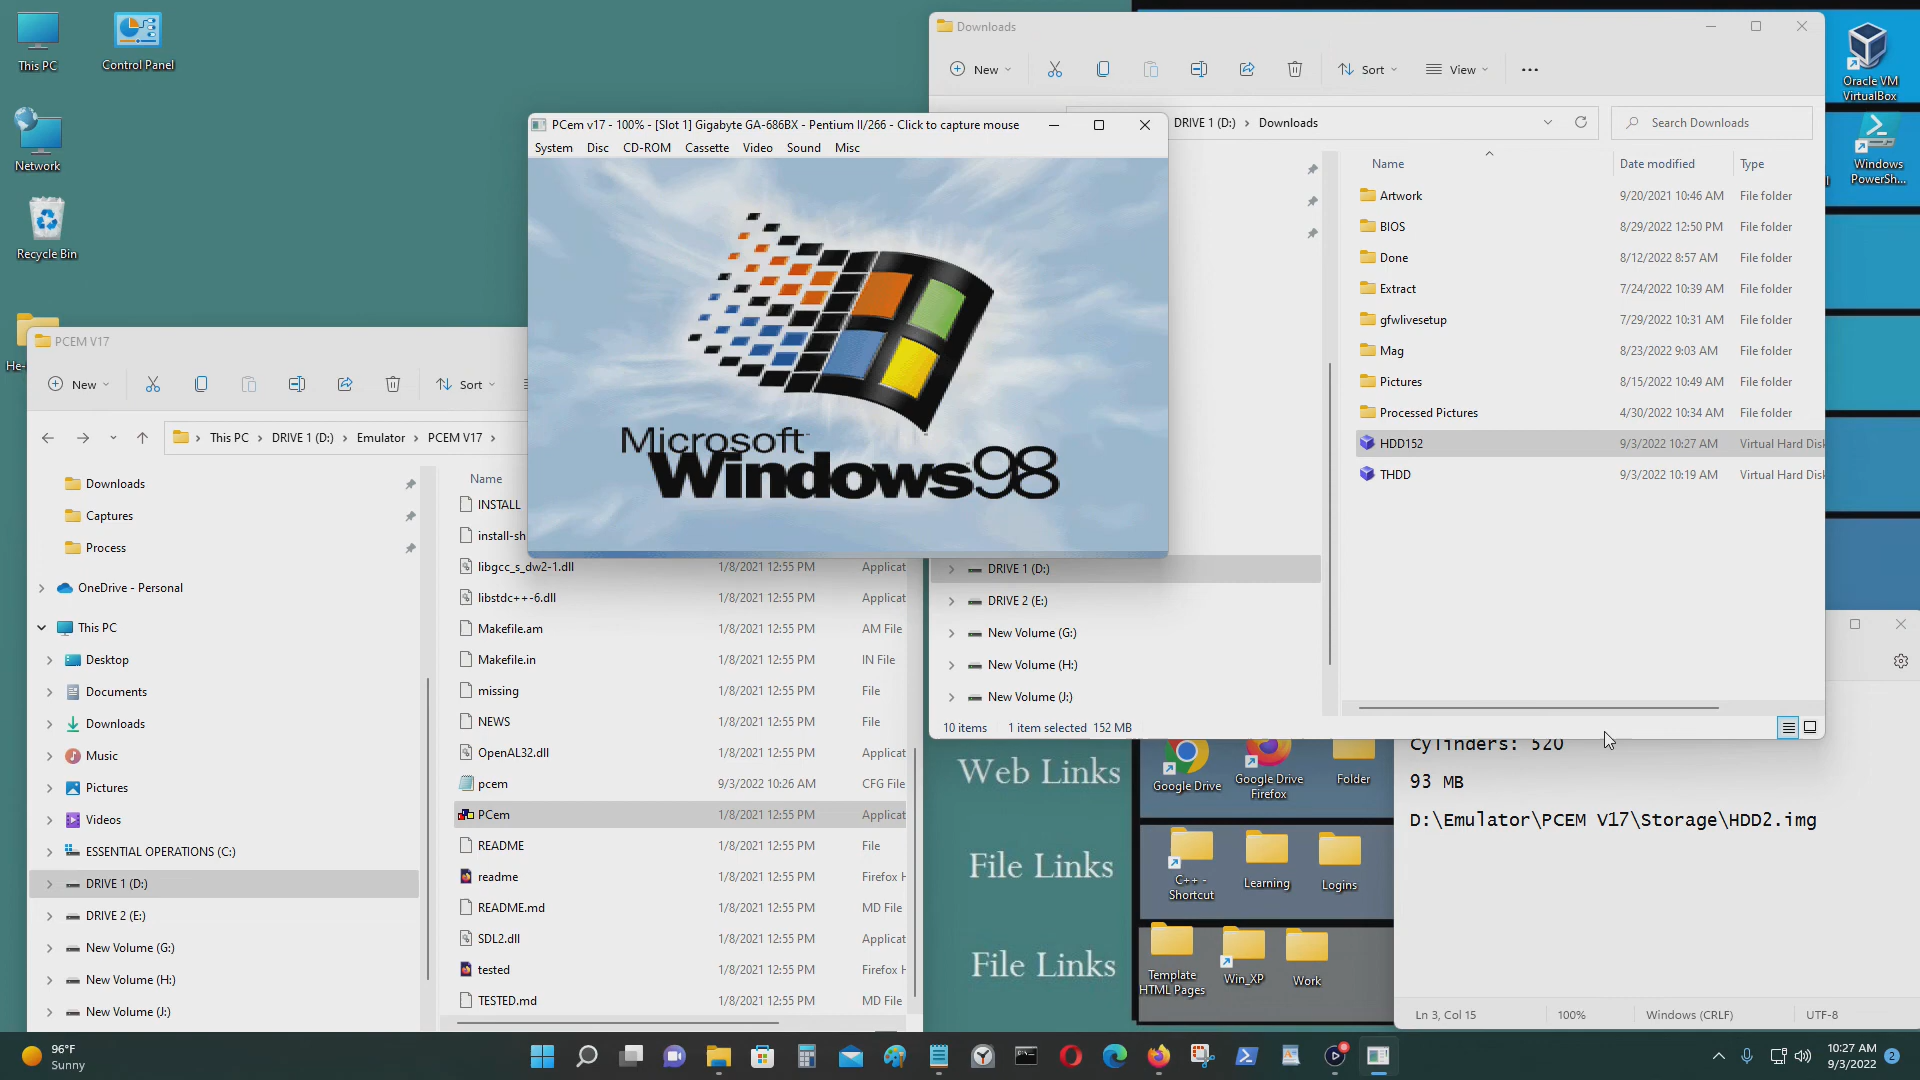 This PC
Control Panel
Network
Recycle Bin
He-
Downloads
New
Sort
View
DRIVE 1 (D:) > Downloads
Search Downloads
Name
Date modified
Type
Artwork 9/20/2021 10:46 AM File folder
BIOS 8/29/2022 12:50 PM File folder
Done 8/12/2022 8:57 AM File folder
Extract 7/24/2022 10:39 AM File folder
gfwlivesetup 7/29/2022 10:31 AM File folder
Mag 8/23/2022 9:03 AM File folder
Pictures 8/15/2022 10:49 AM File folder
Processed Pictures 4/30/2022 10:34 AM File folder
HDD152 9/3/2022 10:27 AM Virtual Hard Disk
THDD 9/3/2022 10:19 AM Virtual Hard Disk
DRIVE 1 (D:)
DRIVE 2 (E:)
New Volume (G:)
New Volume (H:)
New Volume (J:)
10 items 1 item selected 152 MB
Oracle VM
VirtualBox
Windows
PowerSh...
PCem v17 - 100% - [Slot 1] Gigabyte GA-686BX - Pentium II/266 - Click to capture mouse
System Disc CD-ROM Cassette Video Sound Misc
Microsoft
Windows98
PCEM V17
New
Sort
This PC > DRIVE 1 (D:) > Emulator > PCEM V17 >
Downloads
Captures
Process
OneDrive - Personal
This PC
Desktop
Documents
Downloads
Music
Pictures
Videos
ESSENTIAL OPERATIONS (C:)
DRIVE 1 (D:)
DRIVE 2 (E:)
New Volume (G:)
New Volume (H:)
New Volume (J:)
Name
INSTALL
install-sh
libgcc_s_dw2-1.dll 1/8/2021 12:55 PM Applicat
libstdc++-6.dll 1/8/2021 12:55 PM Applicat
Makefile.am 1/8/2021 12:55 PM AM File
Makefile.in 1/8/2021 12:55 PM IN File
missing 1/8/2021 12:55 PM File
NEWS 1/8/2021 12:55 PM File
OpenAL32.dll 1/8/2021 12:55 PM Applicat
pcem 9/3/2022 10:26 AM CFG File
PCem 1/8/2021 12:55 PM Applicat
README 1/8/2021 12:55 PM File
readme 1/8/2021 12:55 PM Firefox H
README.md 1/8/2021 12:55 PM MD File
SDL2.dll 1/8/2021 12:55 PM Applicat
tested 1/8/2021 12:55 PM Firefox H
TESTED.md 1/8/2021 12:55 PM MD File
Web Links
File Links
File Links
Google Drive
Google Drive
Firefox
Folder
C++ -
Shortcut
Learning
Logins
Template
HTML Pages
Win_XP
Work
Cylinders: 520
93 MB
D:\Emulator\PCEM V17\Storage\HDD2.img
Ln 3, Col 15 100% Windows (CRLF) UTF-8
96°F
Sunny
10:27 AM
9/3/2022
2